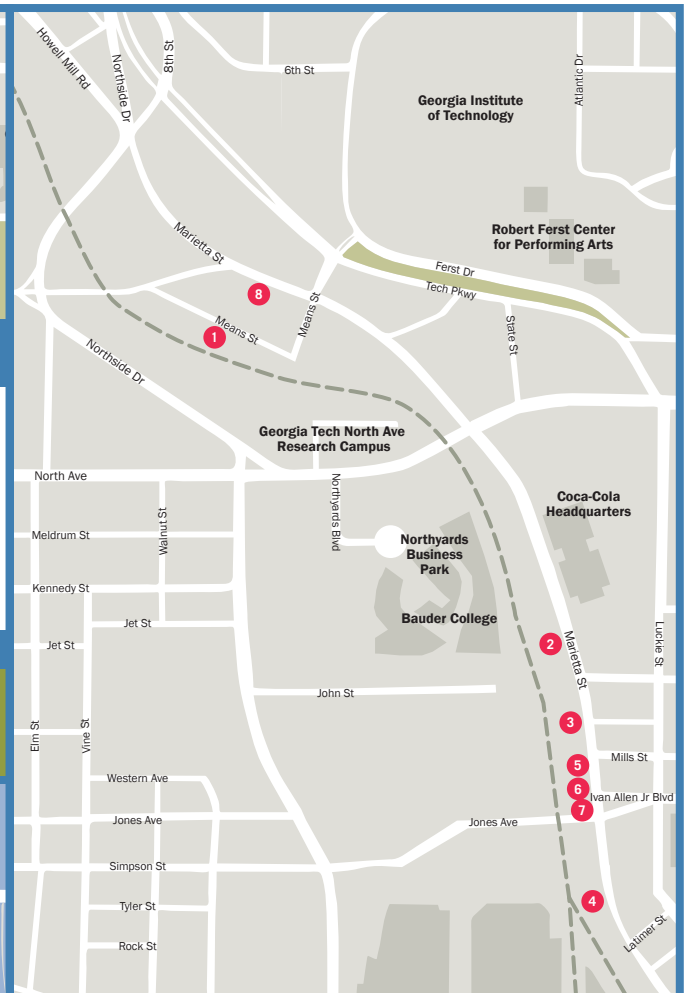 Howell Mill Rd
Northside Dr
8th St
6th St
Atlantic Dr
Georgia Institute
of Technology
Robert Ferst Center
for Performing Arts
Marietta St
Ferst Dr
Tech Pkwy
8
Means St
Means St
1
State St
Northside Dr
Georgia Tech North Ave
Research Campus
North Ave
Northyards Blvd
Coca-Cola
Headquarters
Walnut St
Meldrum St
Northyards
Business
Park
Kennedy St
Bauder College
Jet St
Jet St
2
Marietta St
Luckie St
John St
Elm St
Vine St
3
Mills St
5
Western Ave
6
Ivan Allen Jr Blvd
7
Jones Ave
Jones Ave
Simpson St
4
Tyler St
Latimer St
Rock St